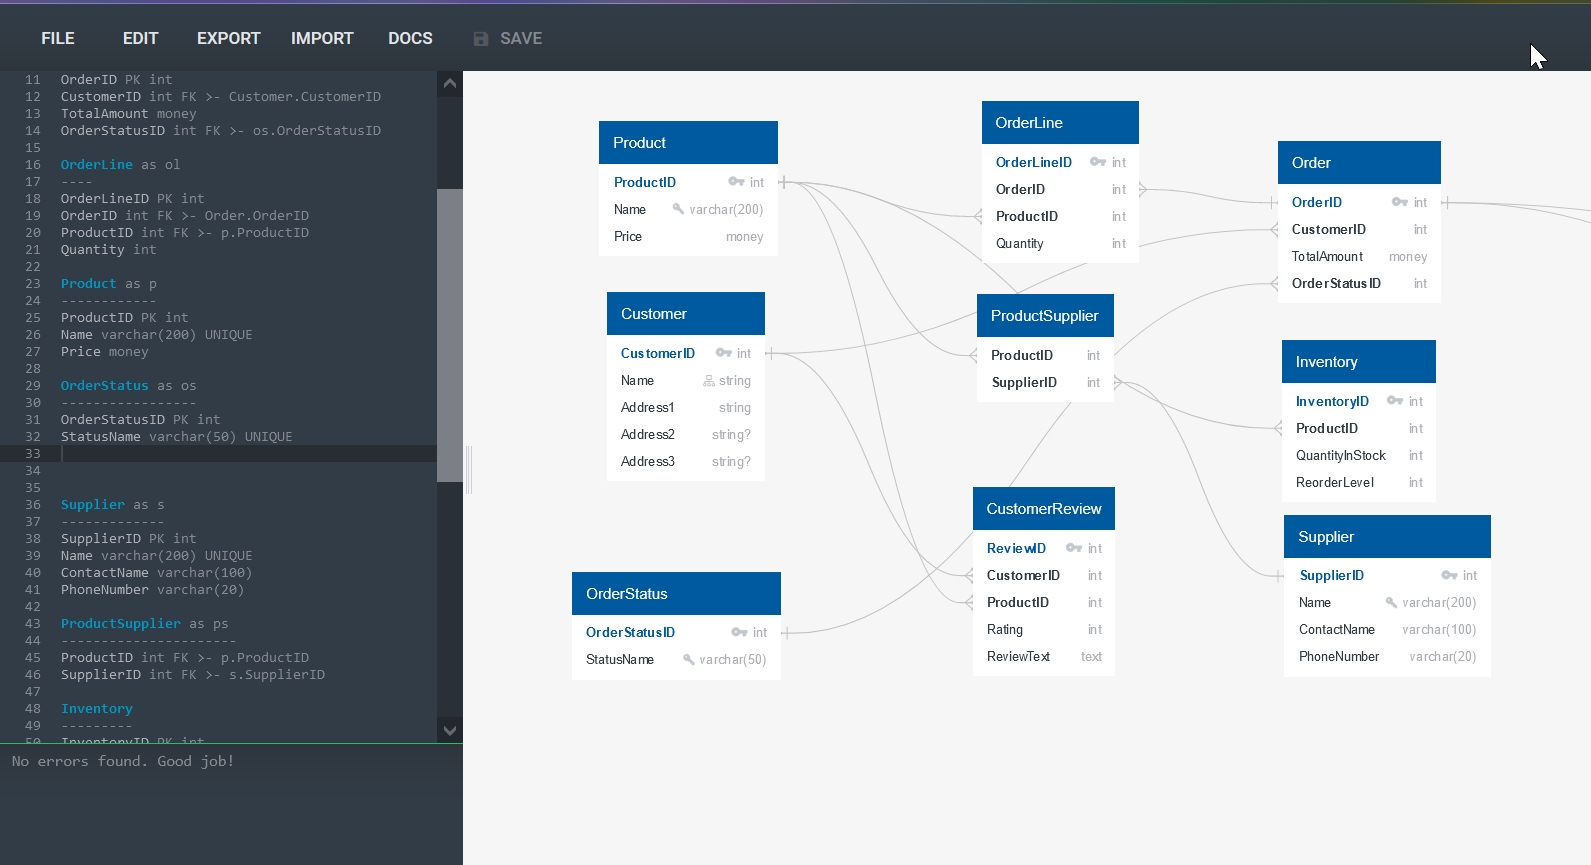 FILE EDIT EXPORT IMPORT DOCS SAVE
11 OrderID PK int
12 CustomerID int FK >- Customer.CustomerID
13 TotalAmount money
14 OrderStatusID int FK >- os.OrderStatusID
15
16 OrderLine as ol
17 ----
18 OrderLineID PK int
19 OrderID int FK >- Order.OrderID
20 ProductID int FK >- p.ProductID
21 Quantity int
22
23 Product as p
24 ------------
25 ProductID PK int
26 Name varchar(200) UNIQUE
27 Price money
28
29 OrderStatus as os
30 -----------------
31 OrderStatusID PK int
32 StatusName varchar(50) UNIQUE
33
34
35
36 Supplier as s
37 -------------
38 SupplierID PK int
39 Name varchar(200) UNIQUE
40 ContactName varchar(100)
41 PhoneNumber varchar(20)
42
43 ProductSupplier as ps
44 ----------------------
45 ProductID int FK >- p.ProductID
46 SupplierID int FK >- s.SupplierID
47
48 Inventory
49 ---------
50 InventoryID PK int
No errors found. Good job!
Product
ProductID int
Name varchar(200)
Price money
Customer
CustomerID int
Name string
Address1 string
Address2 string?
Address3 string?
OrderStatus
OrderStatusID int
StatusName varchar(50)
OrderLine
OrderLineID int
OrderID int
ProductID int
Quantity int
ProductSupplier
ProductID int
SupplierID int
CustomerReview
ReviewID int
CustomerID int
ProductID int
Rating int
ReviewText text
Order
OrderID int
CustomerID int
TotalAmount money
OrderStatusID int
Inventory
InventoryID int
ProductID int
QuantityInStock int
ReorderLevel int
Supplier
SupplierID int
Name varchar(200)
ContactName varchar(100)
PhoneNumber varchar(20)